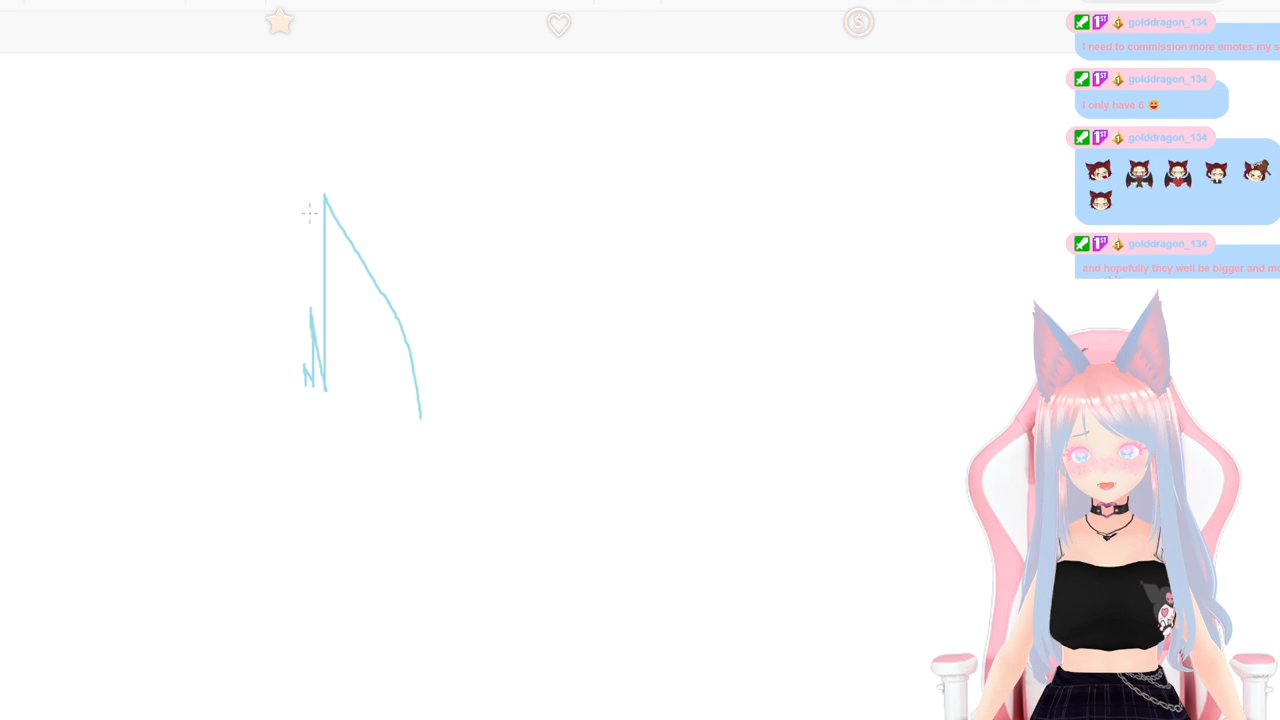 golddragon_134
I need to commission more emotes my
golddragon_134
I only have 6
golddragon_134
golddragon_134
and hopefully they well be bigger and